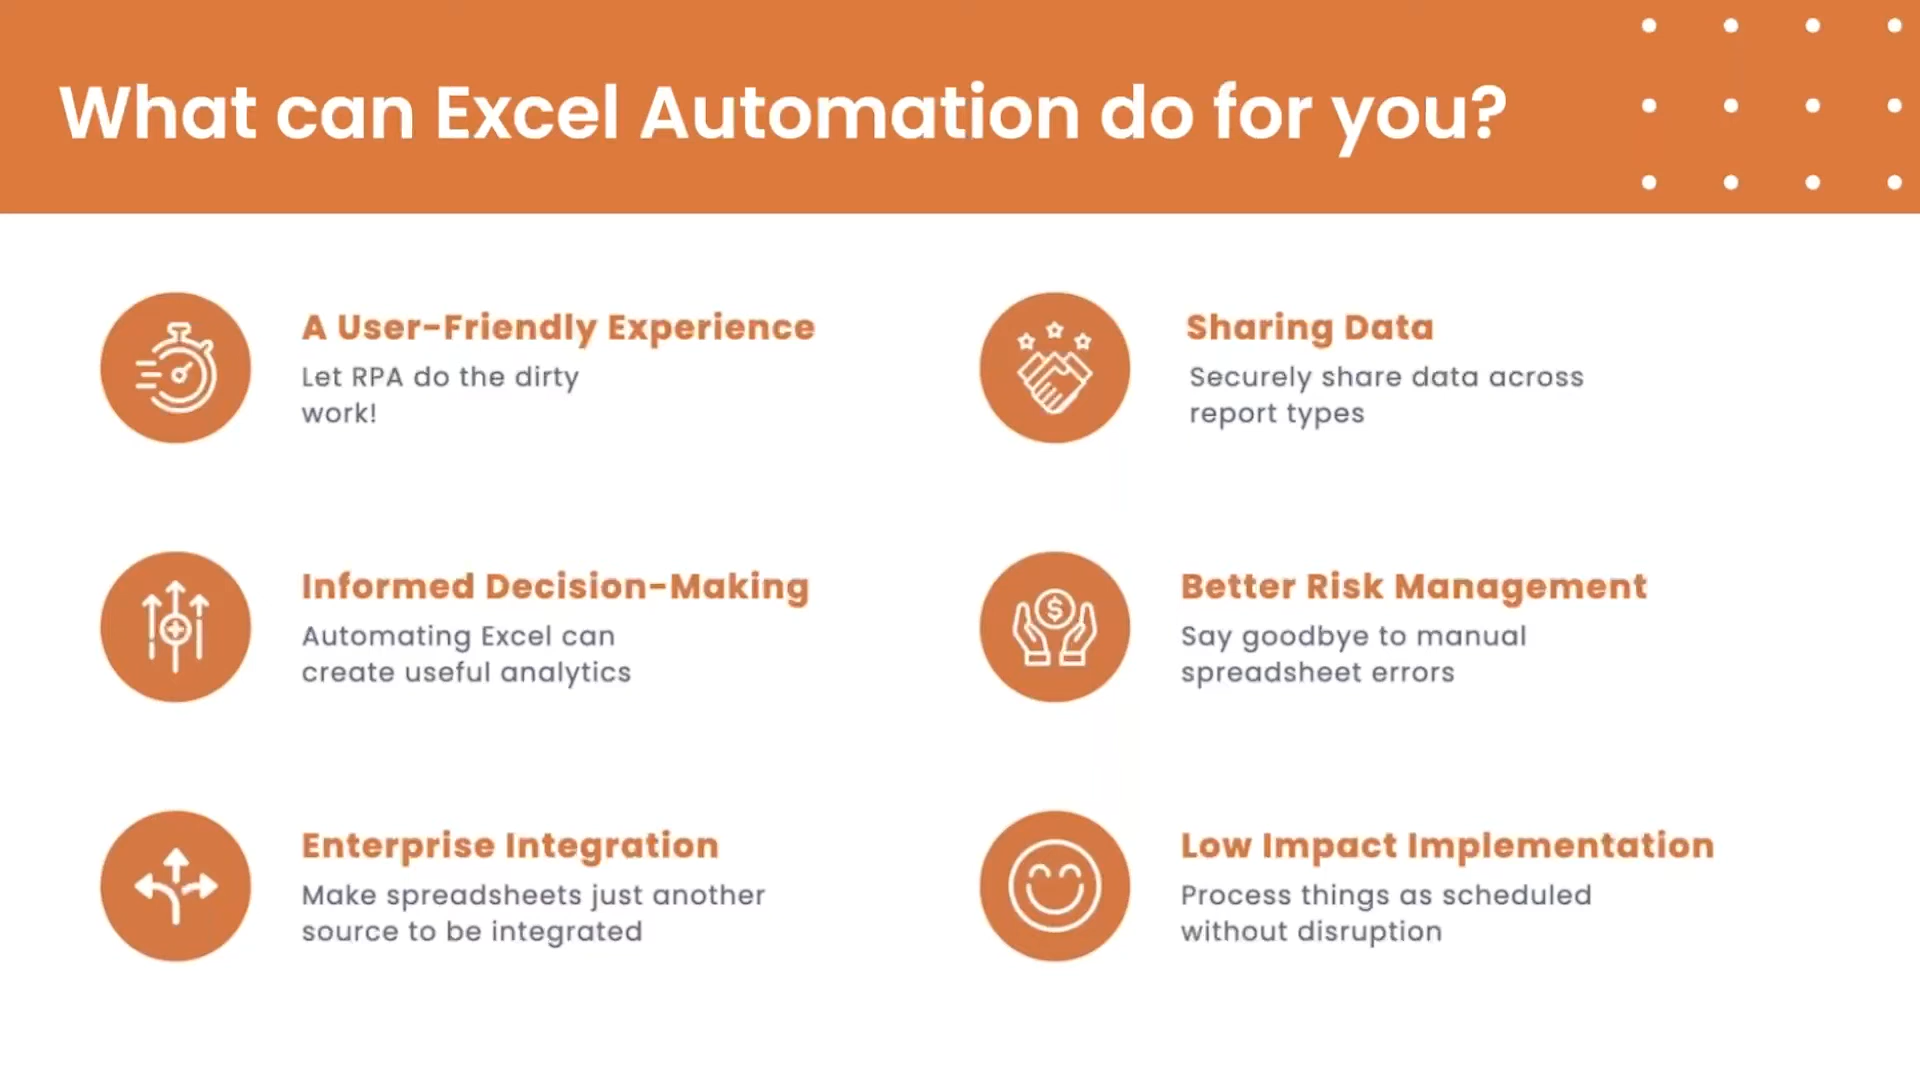 What can Excel Automation do for you?
A User-Friendly Experience
Let RPA do the dirty
work!
Sharing Data
Securely share data across
report types
Informed Decision-Making
Automating Excel can
create useful analytics
Better Risk Management
Say goodbye to manual
spreadsheet errors
Enterprise Integration
Make spreadsheets just another
source to be integrated
Low Impact Implementation
Process things as scheduled
without disruption